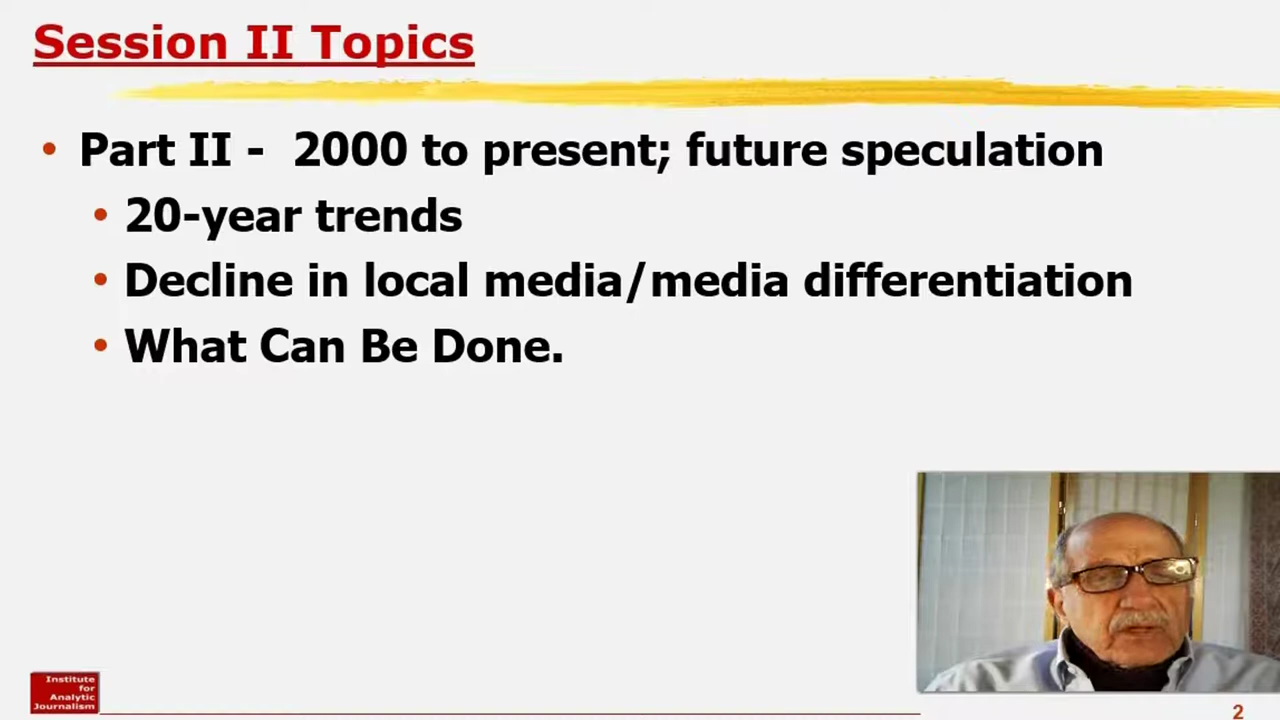 Session II Topics
• Part II - 2000 to present; future speculation
• 20-year trends
• Decline in local media/media differentiation
• What Can Be Done.
Institute
for
Analytic
Journalism
2